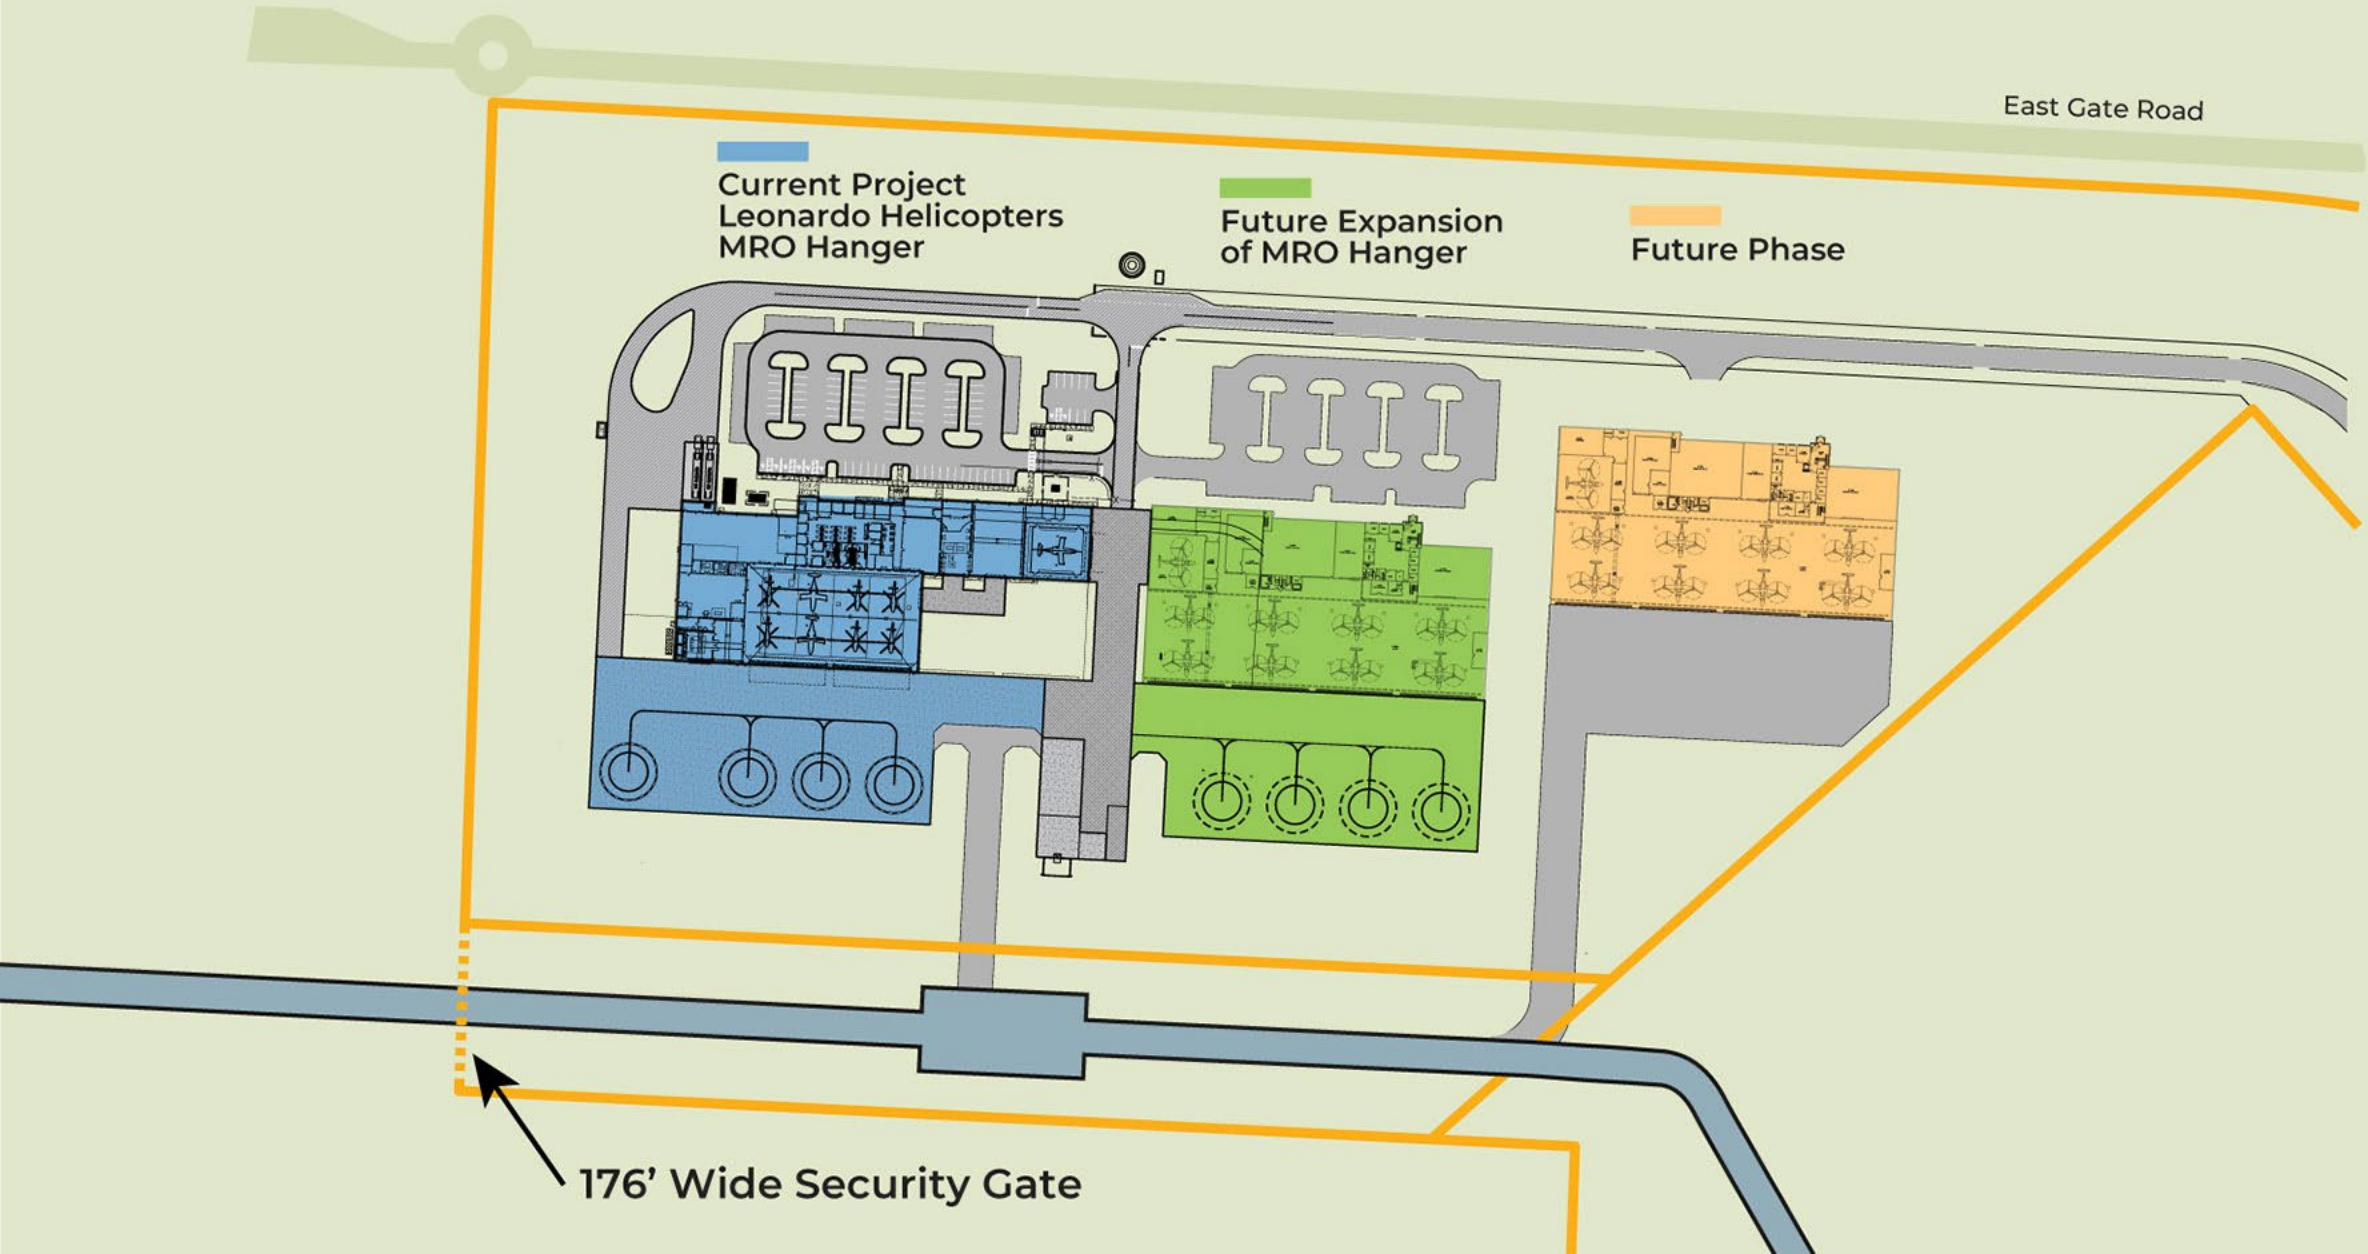 East Gate Road
Current Project
Leonardo Helicopters
MRO Hanger
Future Expansion
of MRO Hanger
Future Phase
176’ Wide Security Gate